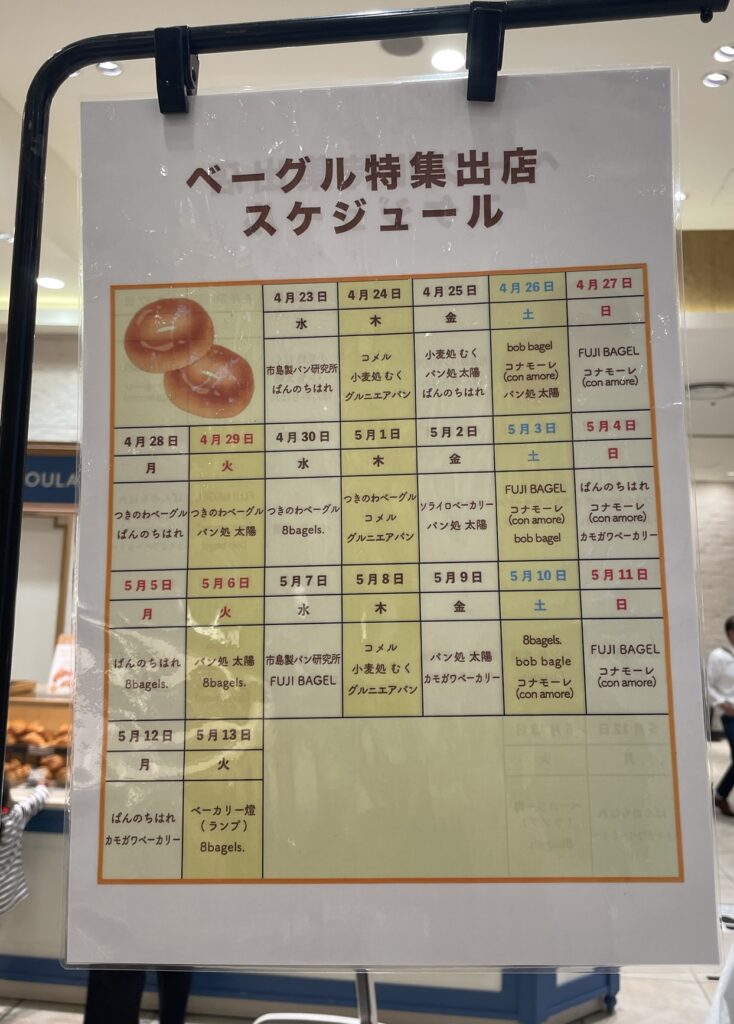 ベーグル特集出店
スケジュール
4月23日 4月24日 4月25日 4月26日 4月27日
水 木 金 土 日
市島製パン研究所
ぱんのちはれ
コメル
小麦処 むく
グルニエアパン
小麦処 むく
パン処 太陽
ぱんのちはれ
bob bagel
コナモーレ
(con amore)
パン処 太陽
FUJI BAGEL
コナモーレ
(con amore)
4月28日 4月29日 4月30日 5月1日 5月2日 5月3日 5月4日
月 火 水 木 金 土 日
つきのわベーグル
ぱんのちはれ
つきのわベーグル
パン処 太陽
つきのわベーグル
8bagels.
つきのわベーグル
コメル
グルニエアパン
ソライロベーカリー
パン処 太陽
FUJI BAGEL
コナモーレ
(con amore)
bob bagel
ぱんのちはれ
コナモーレ
(con amore)
カモガワベーカリー
5月5日 5月6日 5月7日 5月8日 5月9日 5月10日 5月11日
月 火 水 木 金 土 日
ぱんのちはれ
8bagels.
パン処 太陽
8bagels.
市島製パン研究所
FUJI BAGEL
コメル
小麦処 むく
グルニエアパン
パン処 太陽
カモガワベーカリー
8bagels.
bob bagle
コナモーレ
(con amore)
FUJI BAGEL
コナモーレ
(con amore)
5月12日 5月13日
月 火
ぱんのちはれ
カモガワベーカリー
ベーカリー燈
(ランプ)
8bagels.
OULA